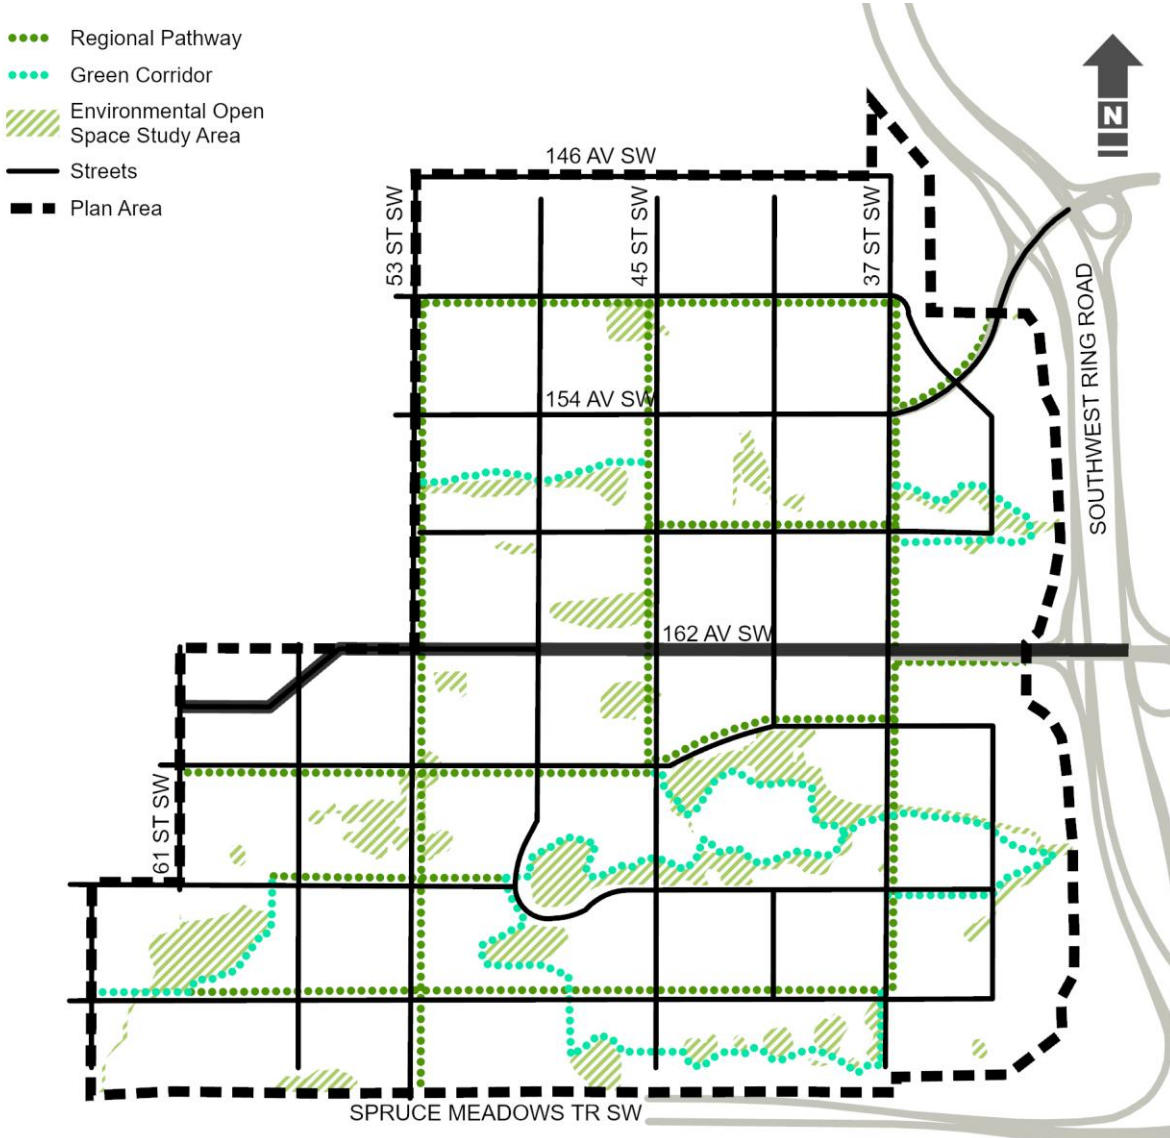 Regional Pathway
Green Corridor
Environmental Open
Space Study Area
Streets
Plan Area
N
146 AV SW
53 ST SW
45 ST SW
37 ST SW
154 AV SW
SOUTHWEST RING ROAD
162 AV SW
61 ST SW
SPRUCE MEADOWS TR SW